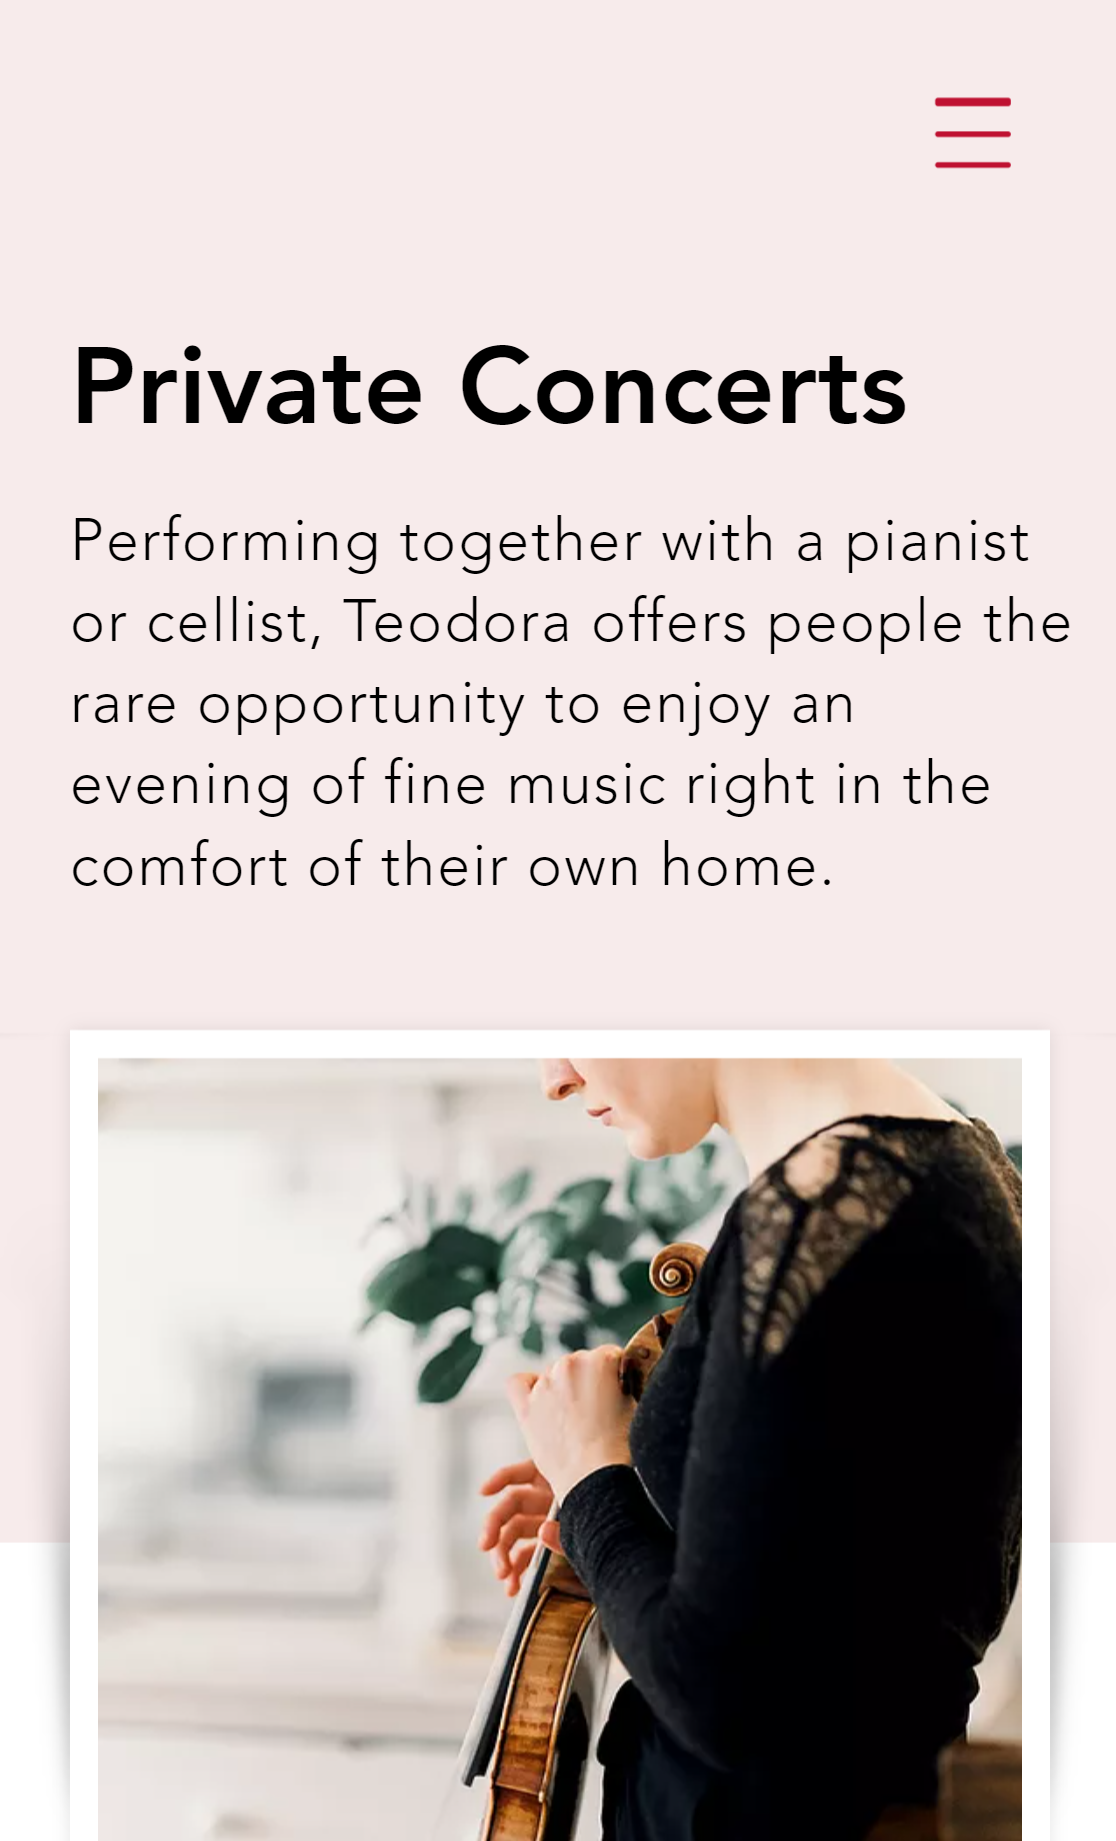 Private Concerts
Performing together with a pianist
or cellist, Teodora offers people the
rare opportunity to enjoy an
evening of fine music right in the
comfort of their own home.